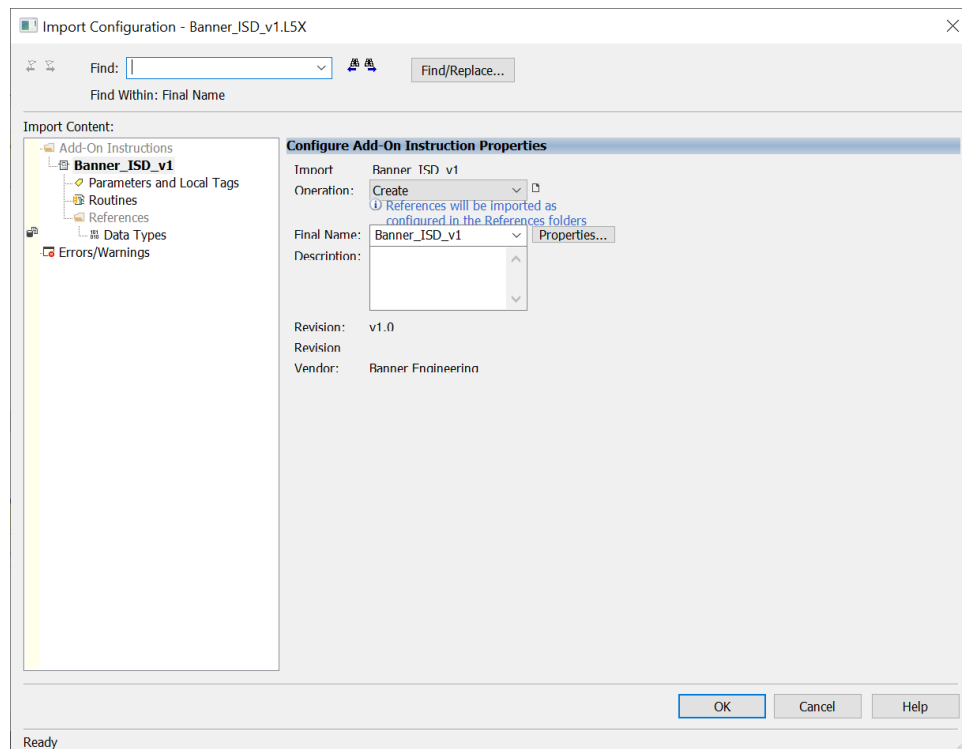 Import Configuration - Banner_ISD_v1.L5X
Find:
Find/Replace...
Find Within: Final Name
Import Content:
Add-On Instructions
Banner_ISD_v1
Parameters and Local Tags
Routines
References
Data Types
Errors/Warnings
Configure Add-On Instruction Properties
Import Banner_ISD_v1
Operation: Create
References will be imported as
configured in the References folders
Final Name: Banner_ISD_v1 Properties...
Description:
Revision: v1.0
Revision
Vendor: Banner Engineering
OK Cancel Help
Ready